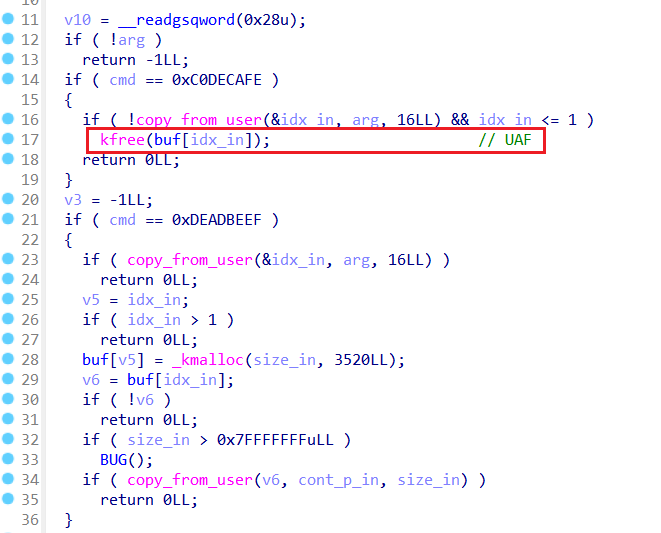 11 v10 = __readgsqword(0x28u);
12 if ( !arg )
13 return -1LL;
14 if ( cmd == 0xC0DECAFE )
15 {
16 if ( !copy_from_user(&idx_in, arg, 16LL) && idx_in <= 1 )
17 kfree(buf[idx_in]); // UAF
18 return 0LL;
19 }
20 v3 = -1LL;
21 if ( cmd == 0xDEADBEEF )
22 {
23 if ( copy_from_user(&idx_in, arg, 16LL) )
24 return 0LL;
25 v5 = idx_in;
26 if ( idx_in > 1 )
27 return 0LL;
28 buf[v5] = _kmalloc(size_in, 3520LL);
29 v6 = buf[idx_in];
30 if ( !v6 )
31 return 0LL;
32 if ( size_in > 0x7FFFFFFFuLL )
33 BUG();
34 if ( copy_from_user(v6, cont_p_in, size_in) )
35 return 0LL;
36 }